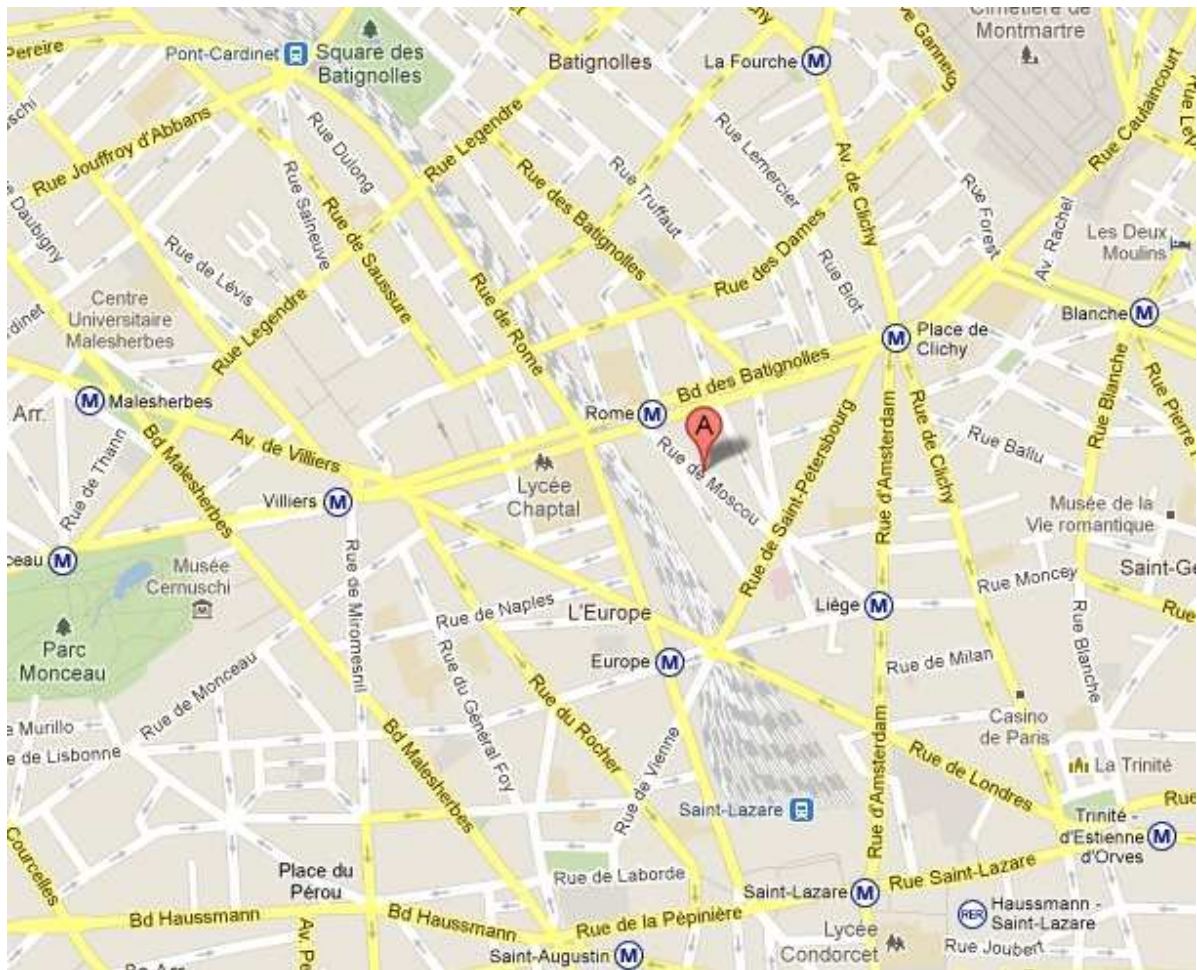 Cimetière de
Montmartre
Pereire
Pont-Cardinet
Square des
Batignolles
Batignolles
La Fourche
M
Rue Caulaincourt
Rue Jouffroy d'Abbans
Rue Dulong
Rue Legendre
Rue Lemercier
Av. de Clichy
Rue Forest
Av. Rachel
Rue Truffaut
Rue Saineuve
Rue de Saussure
Rue des Batignolles
Daubigny
Rue de Lévis
Rue de Rome
Rue des Dames
Rue Biot
Les Deux
Moulins
Centre
Universitaire
Malesherbes
Rue Legendre
Blanche
M
M
Place de
Clichy
Bd des Batignolles
Arr.
M
Malesherbes
Rome
M
A
Rue de Clichy
Rue Blanche
Rue Pierre
Av. de Villiers
Bd Malesherbes
Rue de Thann
Rue de Moscou
Rue de Saint-Pétersbourg
Rue d'Amsterdam
Rue Ballu
Villiers
M
Lycée
Chaptal
Musée de la
Vie romantique
ceau
M
Musée
Cernuschi
Rue de Miromesnil
Rue de Naples
L'Europe
Liège
M
Rue Moncey
Saint-Ge
Parc
Monceau
Rue de Monceau
Rue du Général Foy
Rue du Rocher
Europe
M
Rue de Milan
Rue Blanche
Rue
e Murillo
e de Lisbonne
Bd Malesherbes
Rue de Vienne
Rue d'Amsterdam
Casino
de Paris
Rue de Londres
La Trinité
Saint-Lazare
Trinité -
d'Estienne
d'Orves
M
Rue
Courcelles
Place du
Pérou
Rue de Laborde
Saint-Lazare
M
Rue Saint-Lazare
Bd Haussmann
Bd Haussmann
Rue de la Pépinière
RER
Haussmann -
Saint-Lazare
Av. Pe
Saint-Augustin
M
Lycée
Condorcet
Rue Joubert